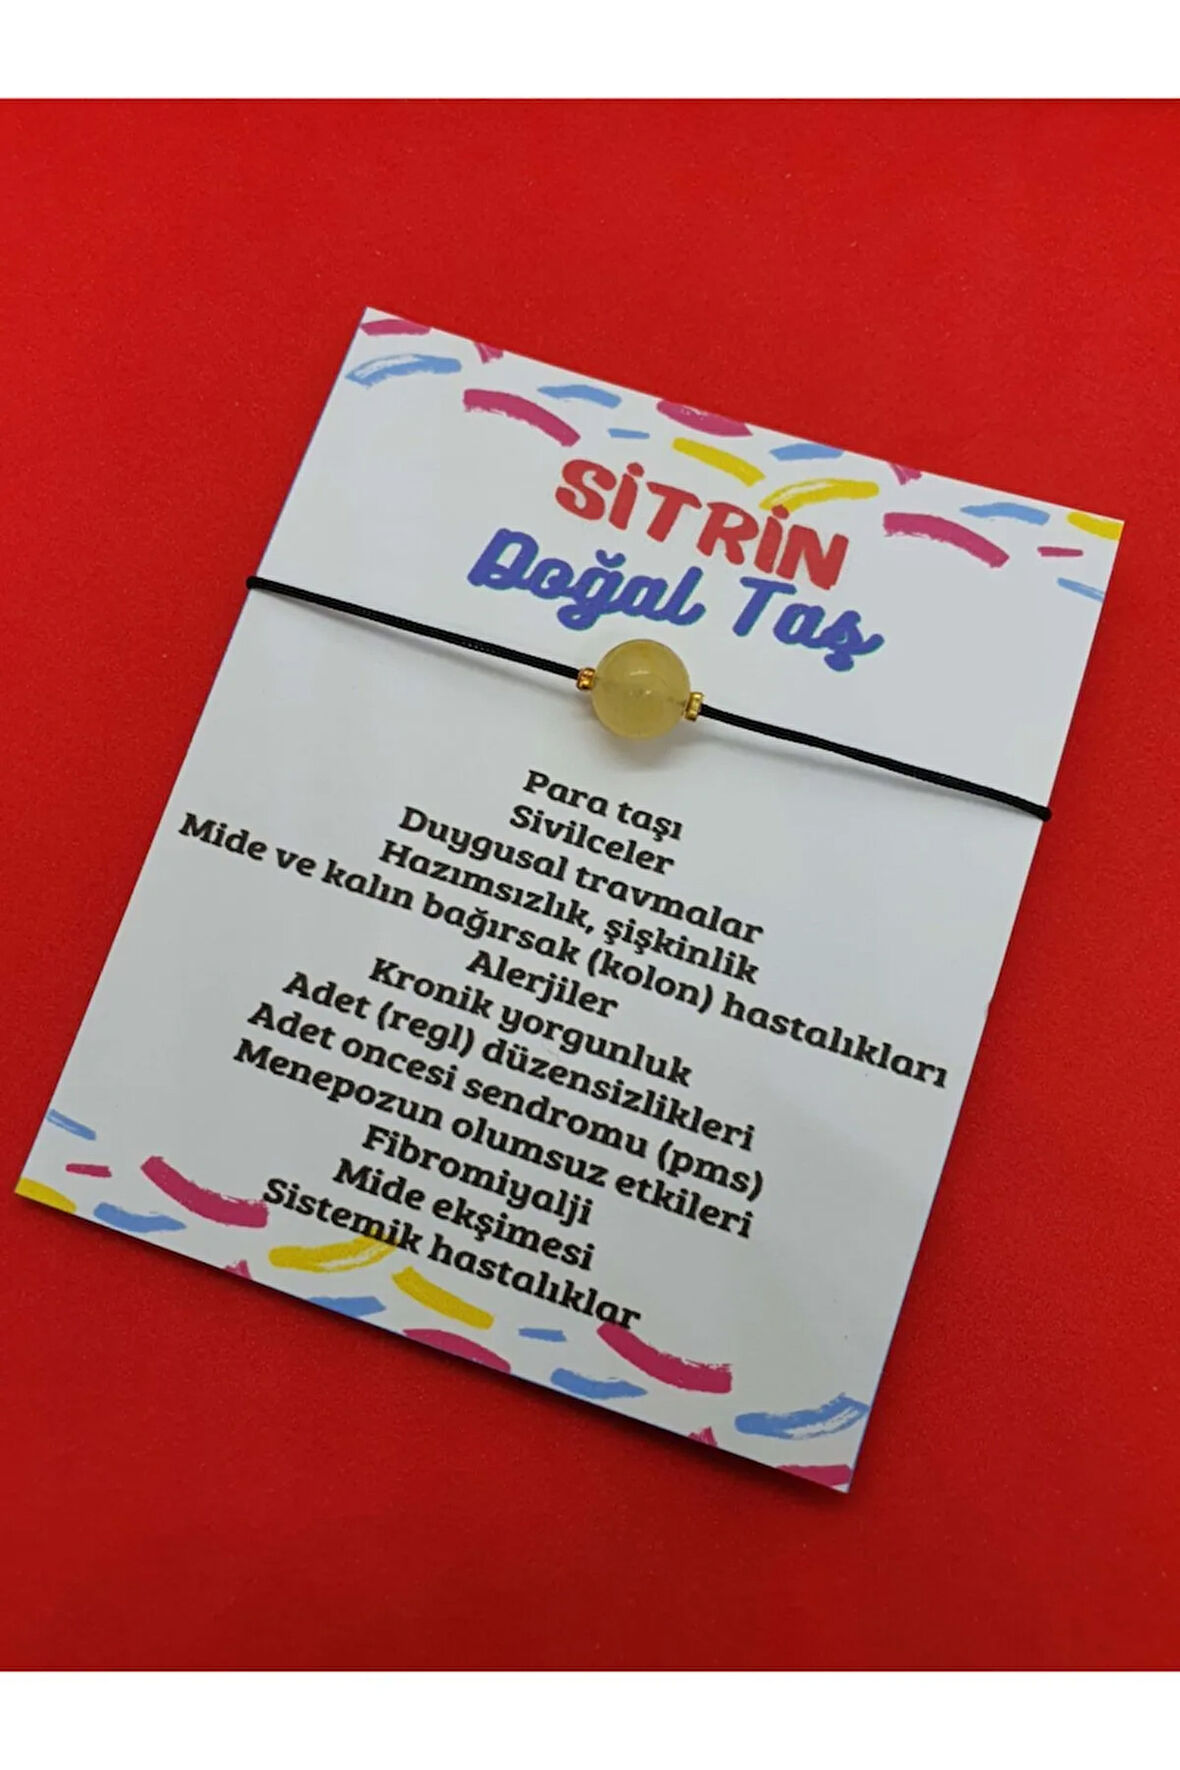 SİTRİN
Doğal Taş
Para taşı
Sivilceler
Duygusal travmalar
Hazımsızlık, şişkinlik
Mide ve kalın bağırsak (kolon) hastalıkları
Alerjiler
Kronik yorgunluk
Adet (regl) düzensizlikleri
Adet oncesi sendromu (pms)
Menepozun olumsuz etkileri
Fibromiyalji
Mide ekşimesi
Sistemik hastalıklar